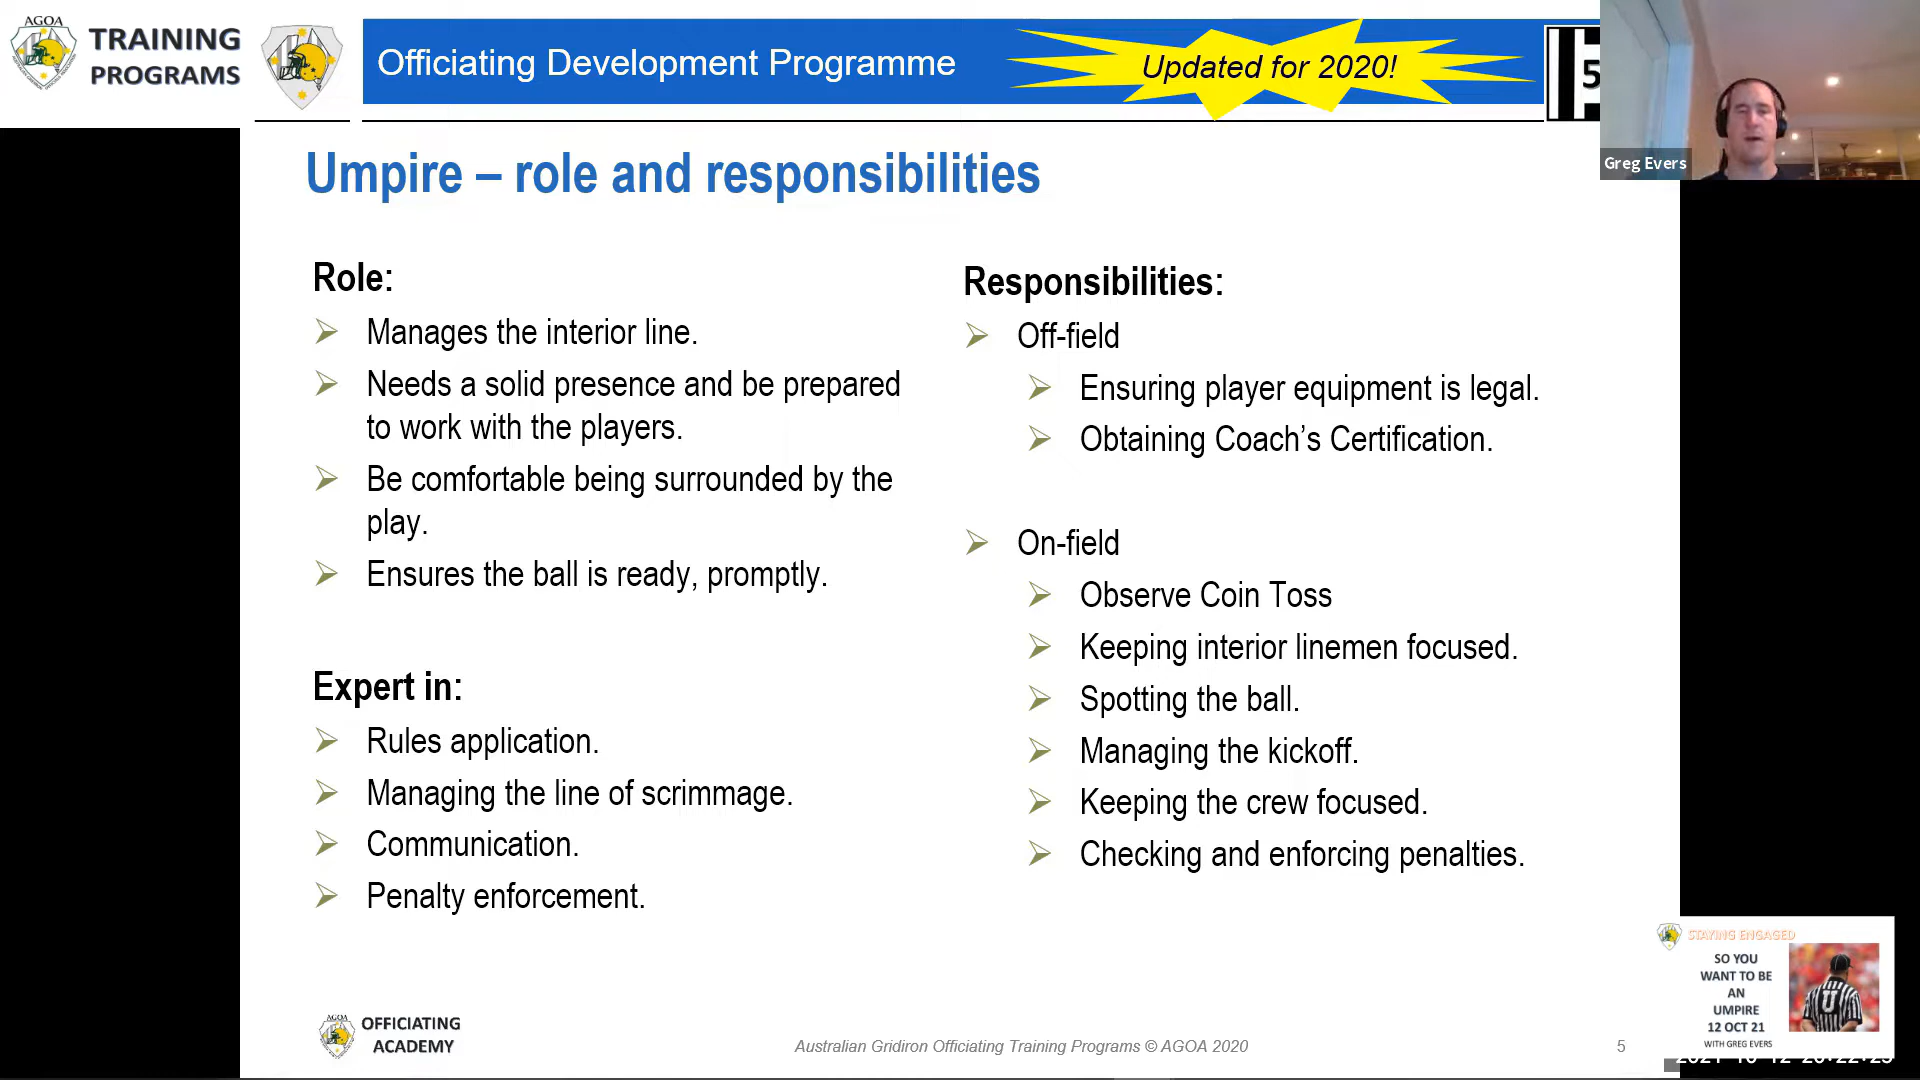 AGOA
TRAINING
PROGRAMS
Officiating Development Programme
Updated for 2020!
5
Greg Evers
Umpire – role and responsibilities
Role:
Manages the interior line.
Needs a solid presence and be prepared
to work with the players.
Be comfortable being surrounded by the
play.
Ensures the ball is ready, promptly.
Expert in:
Rules application.
Managing the line of scrimmage.
Communication.
Penalty enforcement.
Responsibilities:
Off-field
Ensuring player equipment is legal.
Obtaining Coach’s Certification.
On-field
Observe Coin Toss
Keeping interior linemen focused.
Spotting the ball.
Managing the kickoff.
Keeping the crew focused.
Checking and enforcing penalties.
STAYING ENGAGED
SO YOU
WANT TO BE
AN
UMPIRE
12 OCT 21
WITH GREG EVERS
U
AGOA
OFFICIATING
ACADEMY
Australian Gridiron Officiating Training Programs © AGOA 2020
5